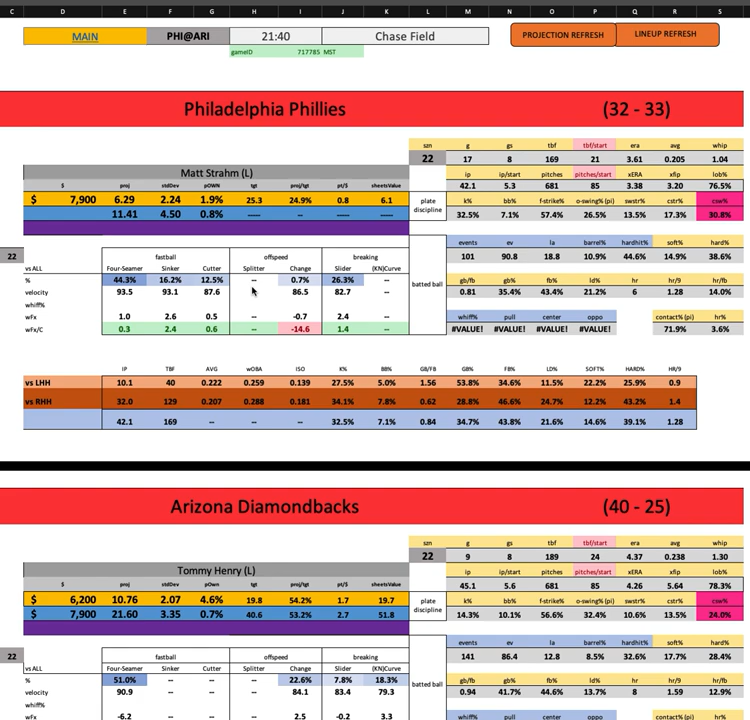 C D E F G H I J K L M N O P Q R S
MAIN PHI@ARI 21:40 Chase Field PROJECTION REFRESH LINEUP REFRESH
gameID 717785 MST
Philadelphia Phillies (32 - 33)
szn g gs tbf tbf/start era avg whip
22 17 8 169 21 3.61 0.205 1.04
Matt Strahm (L) ip ip/start pitches pitches/start xERA xfip lob%
$ proj stdDev pOWN tgt proj/tgt pt/$ sheetsValue 42.1 5.3 681 85 3.38 3.20 76.5%
$ 7,900 6.29 2.24 1.9% 25.3 24.9% 0.8 6.1 plate discipline k% bb% f-strike% o-swing% (pi) swstr% cstr% csw%
11.41 4.50 0.8% ----- ----- -- -- 32.5% 7.1% 57.4% 26.5% 13.5% 17.3% 30.8%
events ev la barrel% hardhit% soft% hard%
22 fastball offspeed breaking 101 90.8 18.8 10.9% 44.6% 14.9% 38.6%
vs ALL Four-Seamer Sinker Cutter Splitter Change Slider (KN)Curve
% 44.3% 16.2% 12.5% -- 0.7% 26.3% -- batted ball gb/fb gb% fb% ld% hr hr/9 hr/fb
velocity 93.5 93.1 87.6 -- 86.5 82.7 -- 0.81 35.4% 43.4% 21.2% 6 1.28 14.0%
whiff%
wFx 1.0 2.6 0.5 -- -0.7 2.4 -- whiff% pull center oppo contact% (pi) hr%
wFx/C 0.3 2.4 0.6 -- -14.6 1.4 -- #VALUE! #VALUE! #VALUE! #VALUE! 71.9% 3.6%
IP TBF AVG wOBA ISO K% BB% GB/FB GB% FB% LD% SOFT% HARD% HR/9
vs LHH 10.1 40 0.222 0.259 0.139 27.5% 5.0% 1.56 53.8% 34.6% 11.5% 22.2% 25.9% 0.9
vs RHH 32.0 129 0.207 0.288 0.181 34.1% 7.8% 0.62 28.8% 46.6% 24.7% 12.2% 43.2% 1.4
42.1 169 -- -- -- 32.5% 7.1% 0.84 34.7% 43.8% 21.6% 14.6% 39.1% 1.28
Arizona Diamondbacks (40 - 25)
szn g gs tbf tbf/start era avg whip
22 9 8 189 24 4.37 0.238 1.30
Tommy Henry (L) ip ip/start pitches pitches/start xERA xfip lob%
$ proj stdDev pOwn tgt proj/tgt pt/$ sheetsValue 45.1 5.6 681 85 4.26 5.64 78.3%
$ 6,200 10.76 2.07 4.6% 19.8 54.2% 1.7 19.7 plate discipline k% bb% f-strike% o-swing% (pi) swstr% cstr% csw%
$ 7,900 21.60 3.35 0.7% 40.6 53.2% 2.7 51.8 14.3% 10.1% 56.6% 32.4% 10.6% 13.5% 24.0%
events ev la barrel% hardhit% soft% hard%
22 fastball offspeed breaking 141 86.4 12.8 8.5% 32.6% 17.7% 28.4%
vs ALL Four-Seamer Sinker Cutter Splitter Change Slider (KN)Curve
% 51.0% -- -- -- 22.6% 7.8% 18.3% batted ball gb/fb gb% fb% ld% hr hr/9 hr/fb
velocity 90.9 -- -- -- 84.1 83.4 79.3 0.94 41.7% 44.6% 13.7% 8 1.59 12.9%
whiff%
wFx -6.2 -- -- -- 2.5 -0.2 3.3 whiff% pull center oppo contact% (pi) hr%